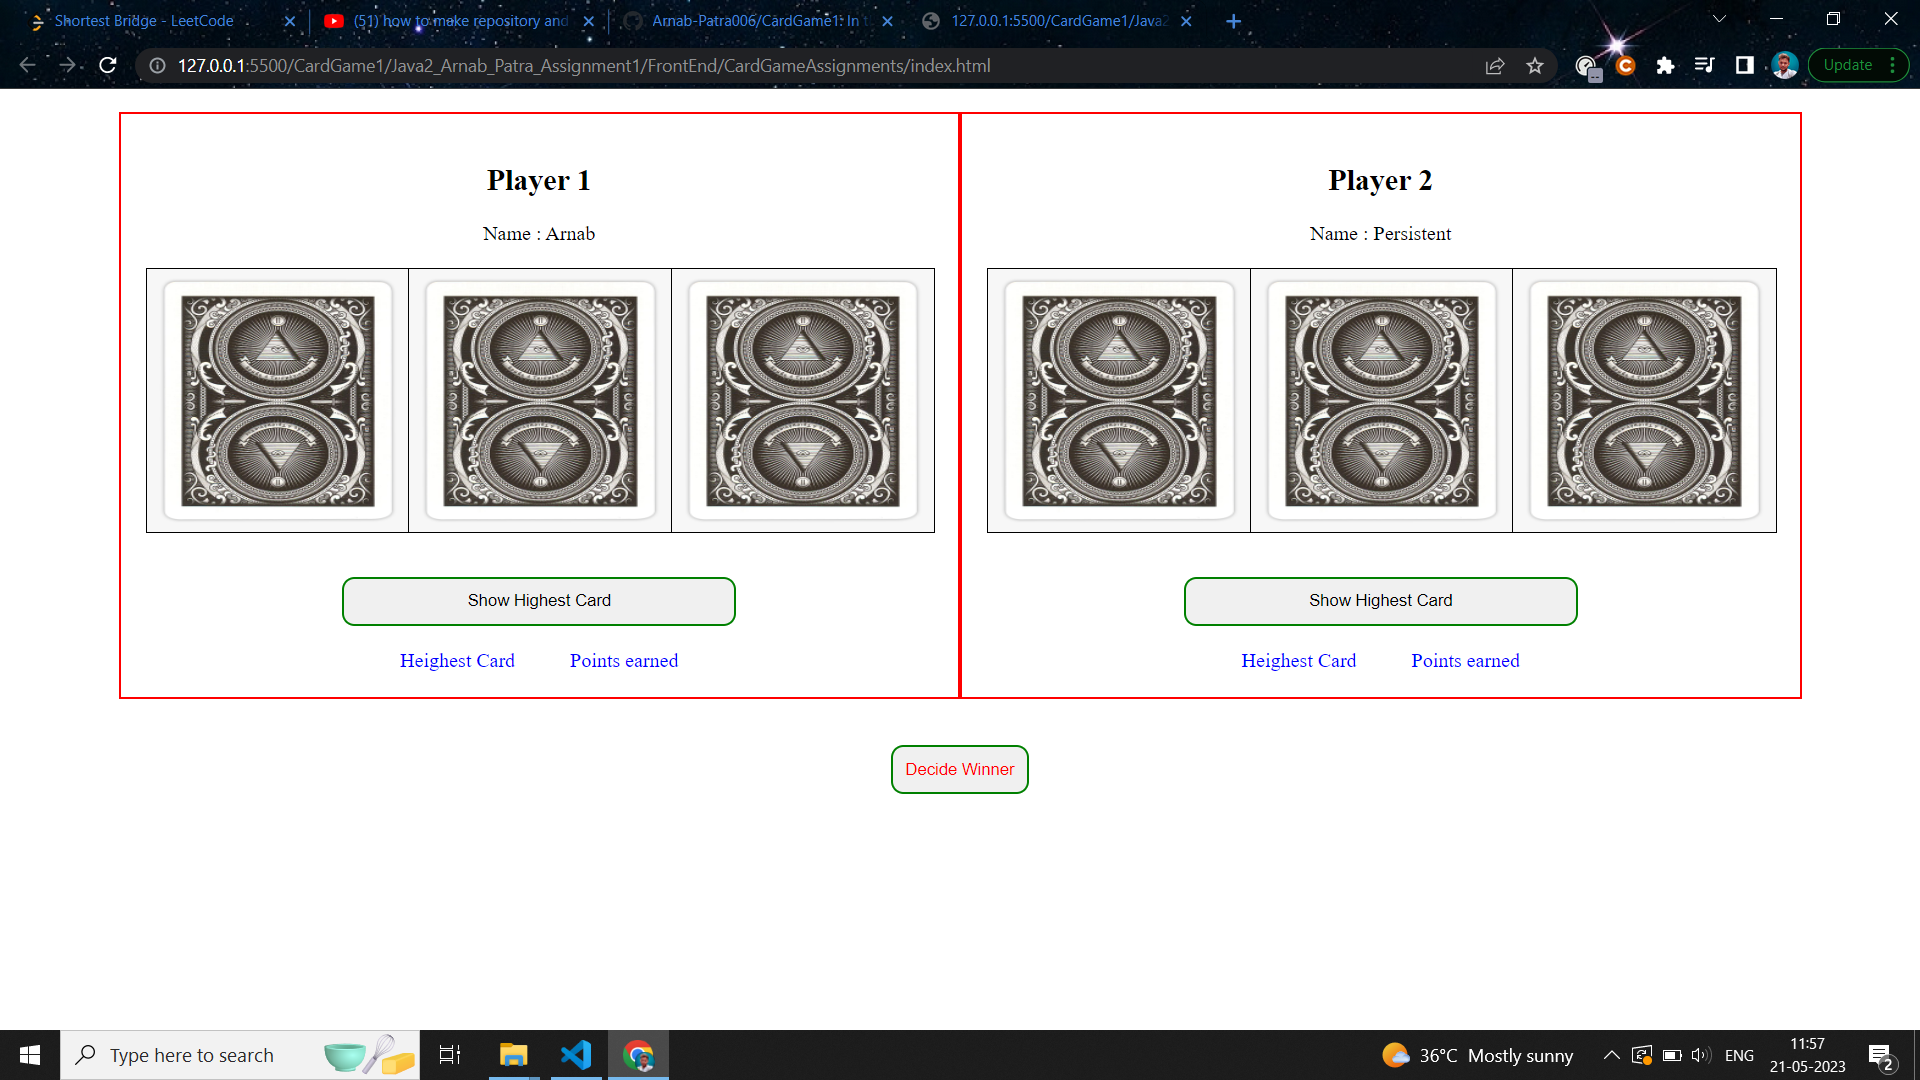 Shortest Bridge - LeetCode
(51) how to make repository and
Arnab-Patra006/CardGame1: In t
127.0.0.1:5500/CardGame1/Java2
127.0.0.1:5500/CardGame1/Java2_Arnab_Patra_Assignment1/FrontEnd/CardGameAssignments/index.html
Update
Player 1
Name : Arnab
Show Highest Card
Heighest Card Points earned
Player 2
Name : Persistent
Show Highest Card
Heighest Card Points earned
Decide Winner
Type here to search
36°C Mostly sunny
ENG
11:57
21-05-2023
2